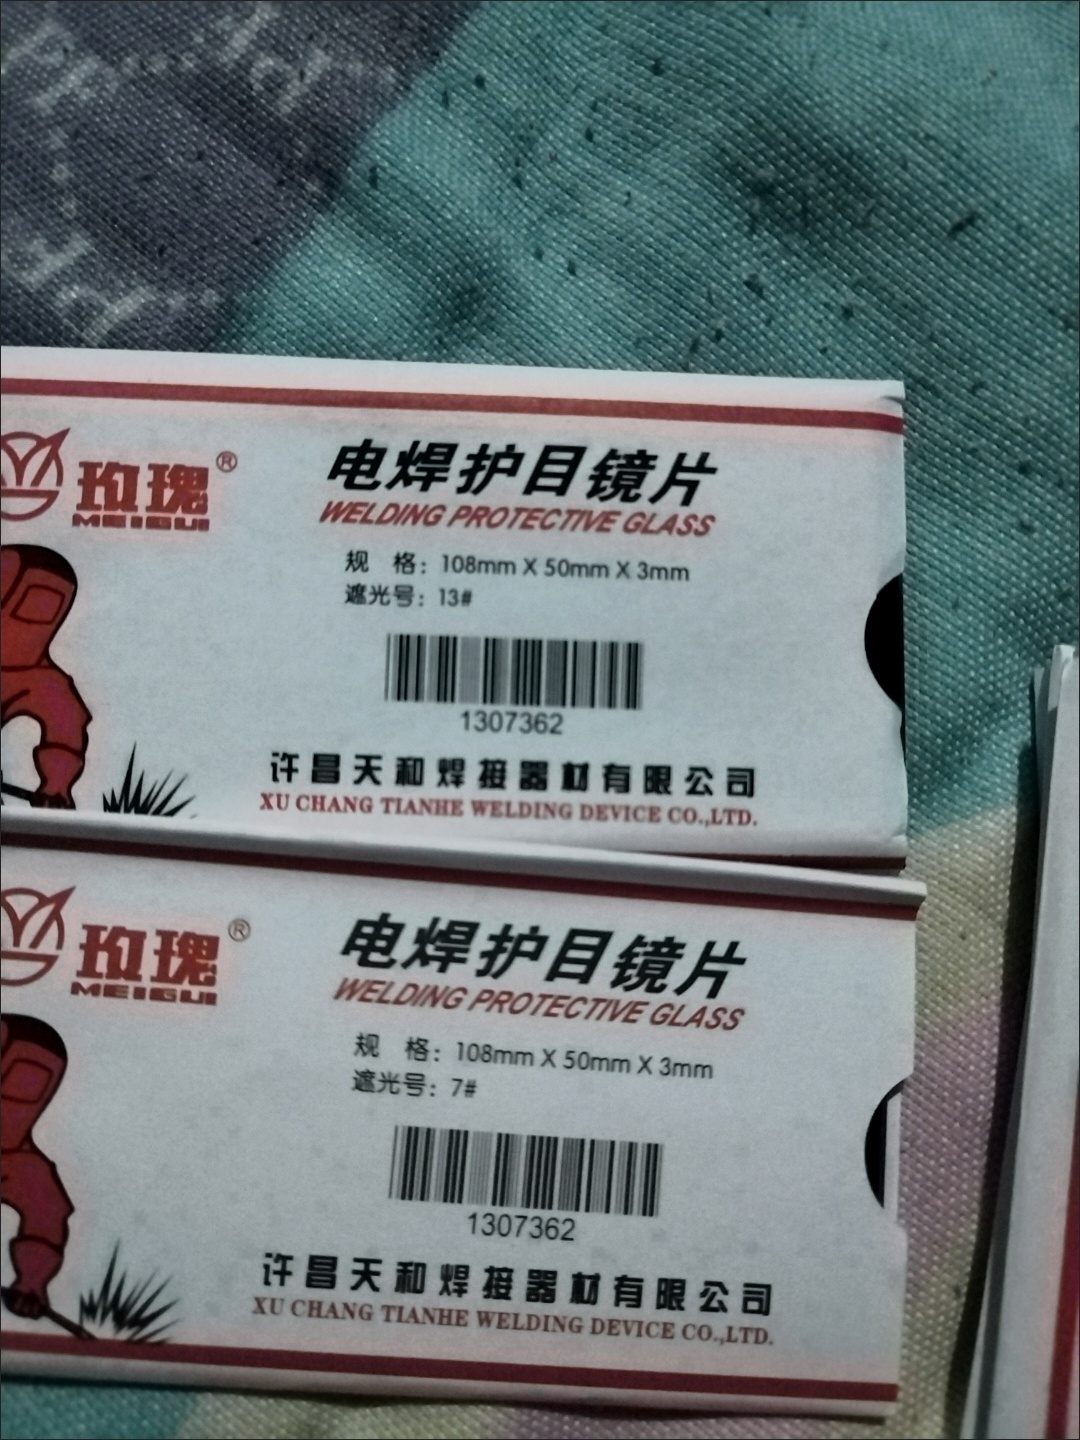 玫瑰®
MEIGUI
电焊护目镜片
WELDING PROTECTIVE GLASS
规 格：108mm X 50mm X 3mm
遮光号：13#
1307362
许昌天和焊接器材有限公司
XU CHANG TIANHE WELDING DEVICE CO.,LTD.
玫瑰®
MEIGUI
电焊护目镜片
WELDING PROTECTIVE GLASS
规 格：108mm X 50mm X 3mm
遮光号：7#
1307362
许昌天和焊接器材有限公司
XU CHANG TIANHE WELDING DEVICE CO.,LTD.